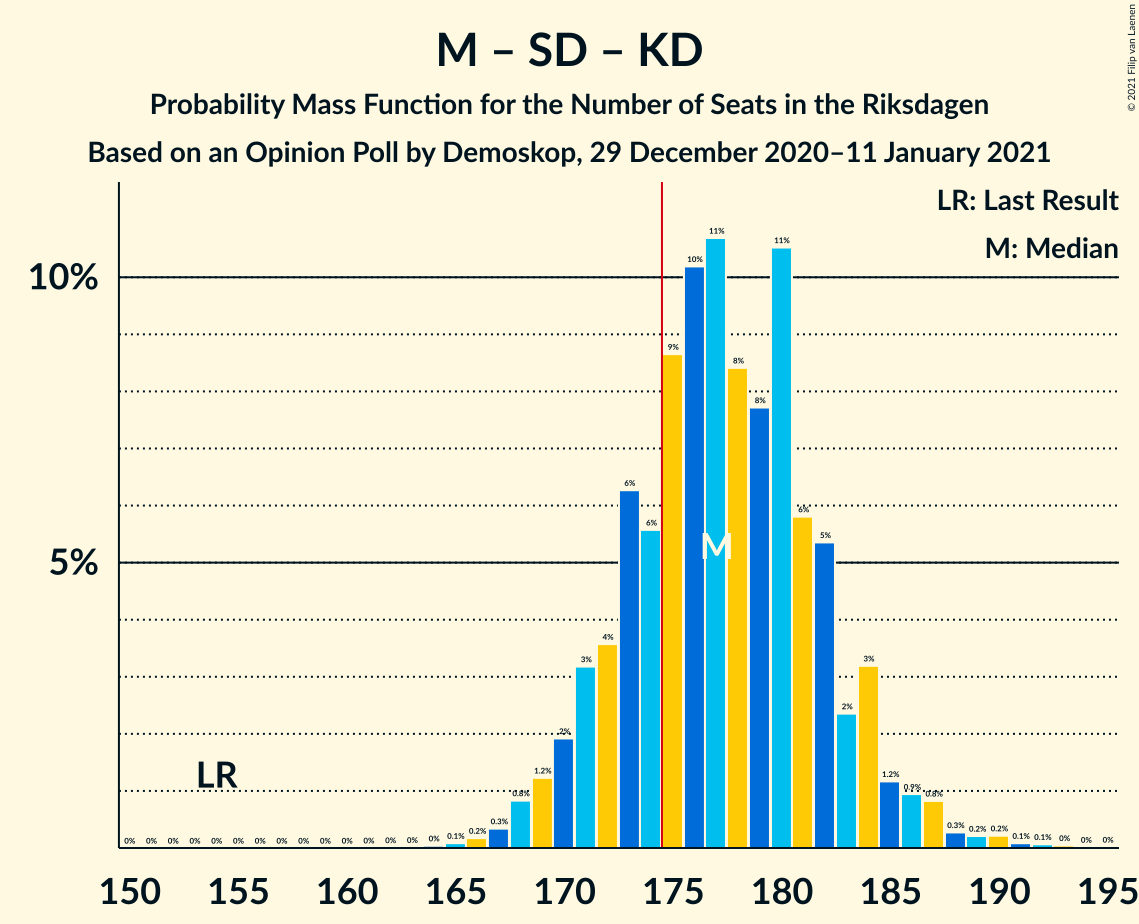 © 2021 Filip van Laenen
M – SD – KD
Probability Mass Function for the Number of Seats in the Riksdagen
Based on an Opinion Poll by Demoskop, 29 December 2020–11 January 2021
LR: Last Result
M: Median
10%
5%
0% 0% 0% 0% 0% 0% 0% 0% 0% 0% 0% 0% 0% 0% 0% 0.1% 0.2% 0.3% 0.8% 1.2% 2% 3% 4% 6% 6% 9% 10% 11% 8% 8% 11% 6% 5% 2% 3% 1.2% 0.9% 0.8% 0.3% 0.2% 0.2% 0.1% 0.1% 0% 0% 0%
M
LR
150 155 160 165 170 175 180 185 190 195